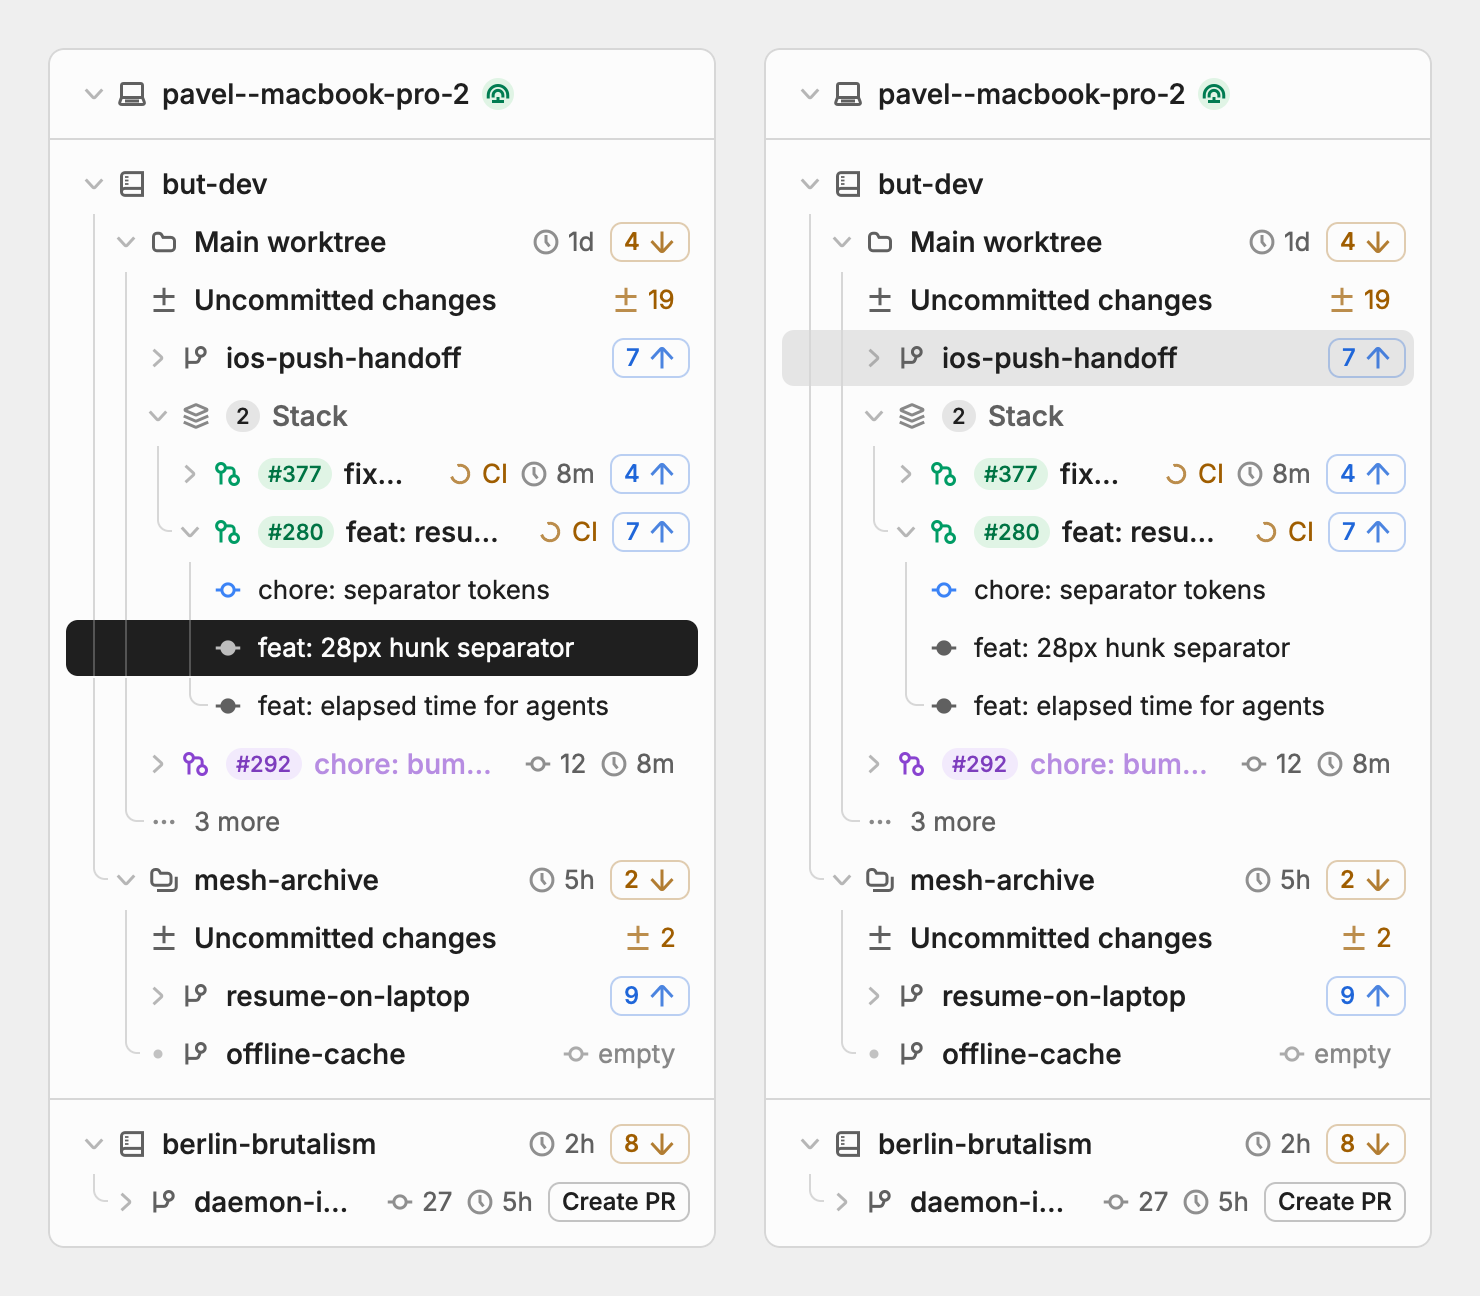 pavel--macbook-pro-2
but-dev
Main worktree 1d 4
Uncommitted changes ± 19
ios-push-handoff 7
2 Stack
#377 fix... CI 8m 4
#280 feat: resu... CI 7
chore: separator tokens
feat: 28px hunk separator
feat: elapsed time for agents
#292 chore: bum... 12 8m
3 more
mesh-archive 5h 2
Uncommitted changes ± 2
resume-on-laptop 9
offline-cache empty
berlin-brutalism 2h 8
daemon-i... 27 5h Create PR
pavel--macbook-pro-2
but-dev
Main worktree 1d 4
Uncommitted changes ± 19
ios-push-handoff 7
2 Stack
#377 fix... CI 8m 4
#280 feat: resu... CI 7
chore: separator tokens
feat: 28px hunk separator
feat: elapsed time for agents
#292 chore: bum... 12 8m
3 more
mesh-archive 5h 2
Uncommitted changes ± 2
resume-on-laptop 9
offline-cache empty
berlin-brutalism 2h 8
daemon-i... 27 5h Create PR